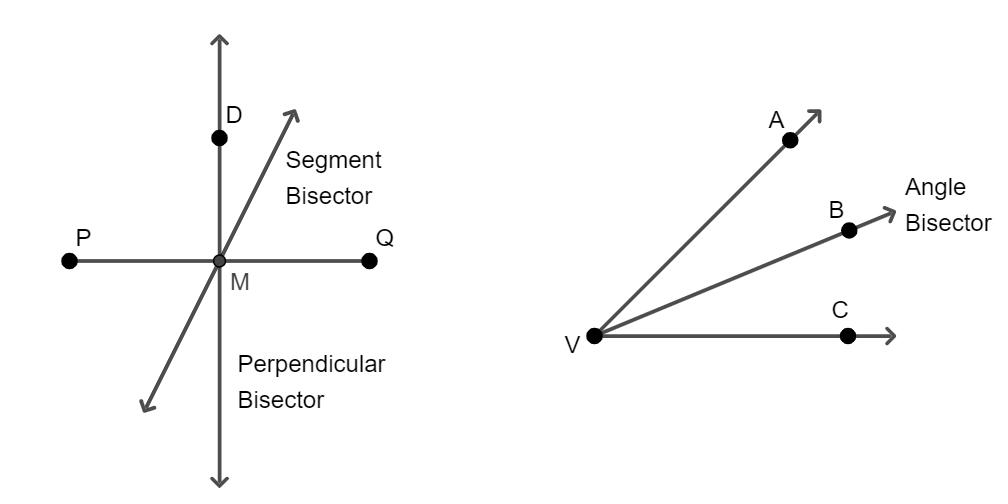 D
Segment
Bisector
P
Q
M
Perpendicular
Bisector
A
B
Angle
Bisector
C
V